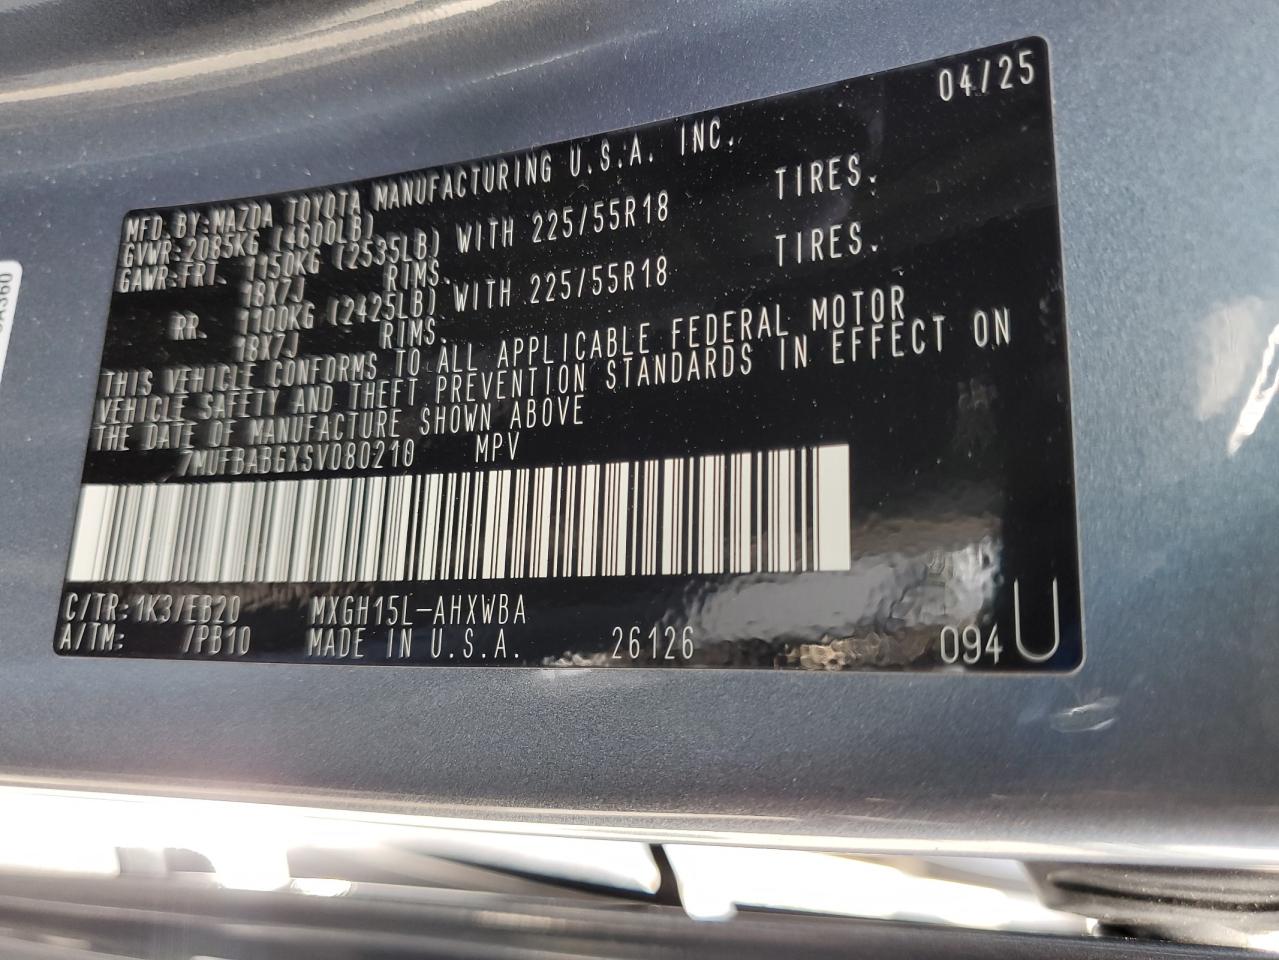 04/25
MFD. BY: MAZDA TOYOTA MANUFACTURING U.S.A. INC.
GVWR: 2085KG (4600LB)
GAWR: FRT. 1150KG (2535LB) WITH 225/55R18 TIRES.
18X7J RIMS.
RR. 1100KG (2425LB) WITH 225/55R18 TIRES.
18X7J RIMS.
THIS VEHICLE CONFORMS TO ALL APPLICABLE FEDERAL MOTOR
VEHICLE SAFETY AND THEFT PREVENTION STANDARDS IN EFFECT ON
THE DATE OF MANUFACTURE SHOWN ABOVE
7MUFBABGXSV080210 MPV
C/TR: 1K3/EB20 MXGH15L-AHXWBA
A/TM: /PB10 MADE IN U.S.A. 26126 094 U